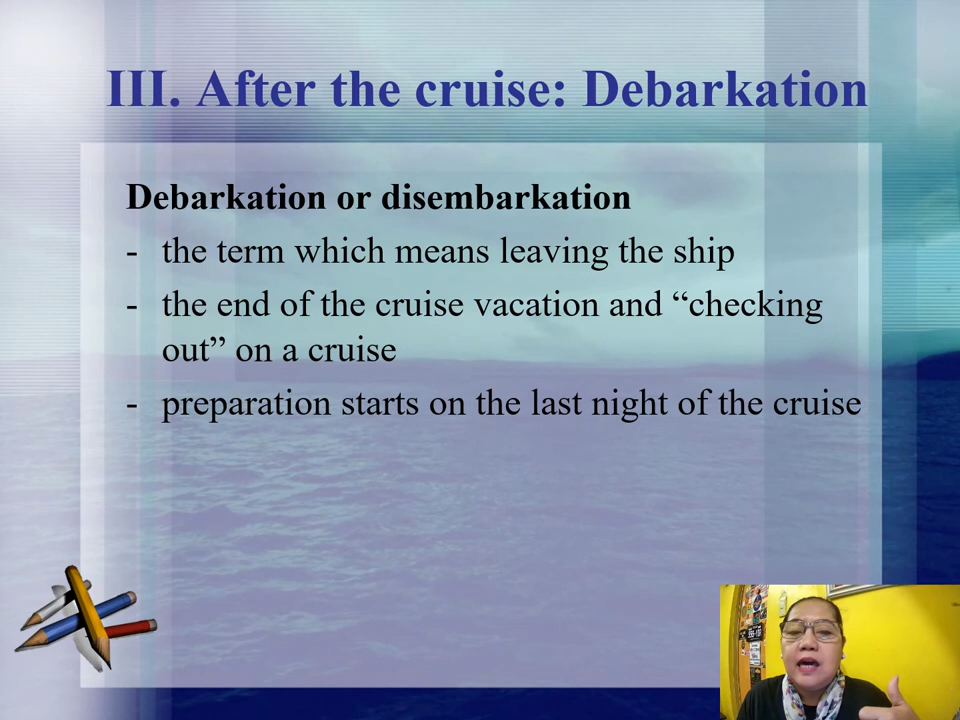 III. After the cruise: Debarkation
Debarkation or disembarkation
- the term which means leaving the ship
- the end of the cruise vacation and “checking
out” on a cruise
- preparation starts on the last night of the cruise